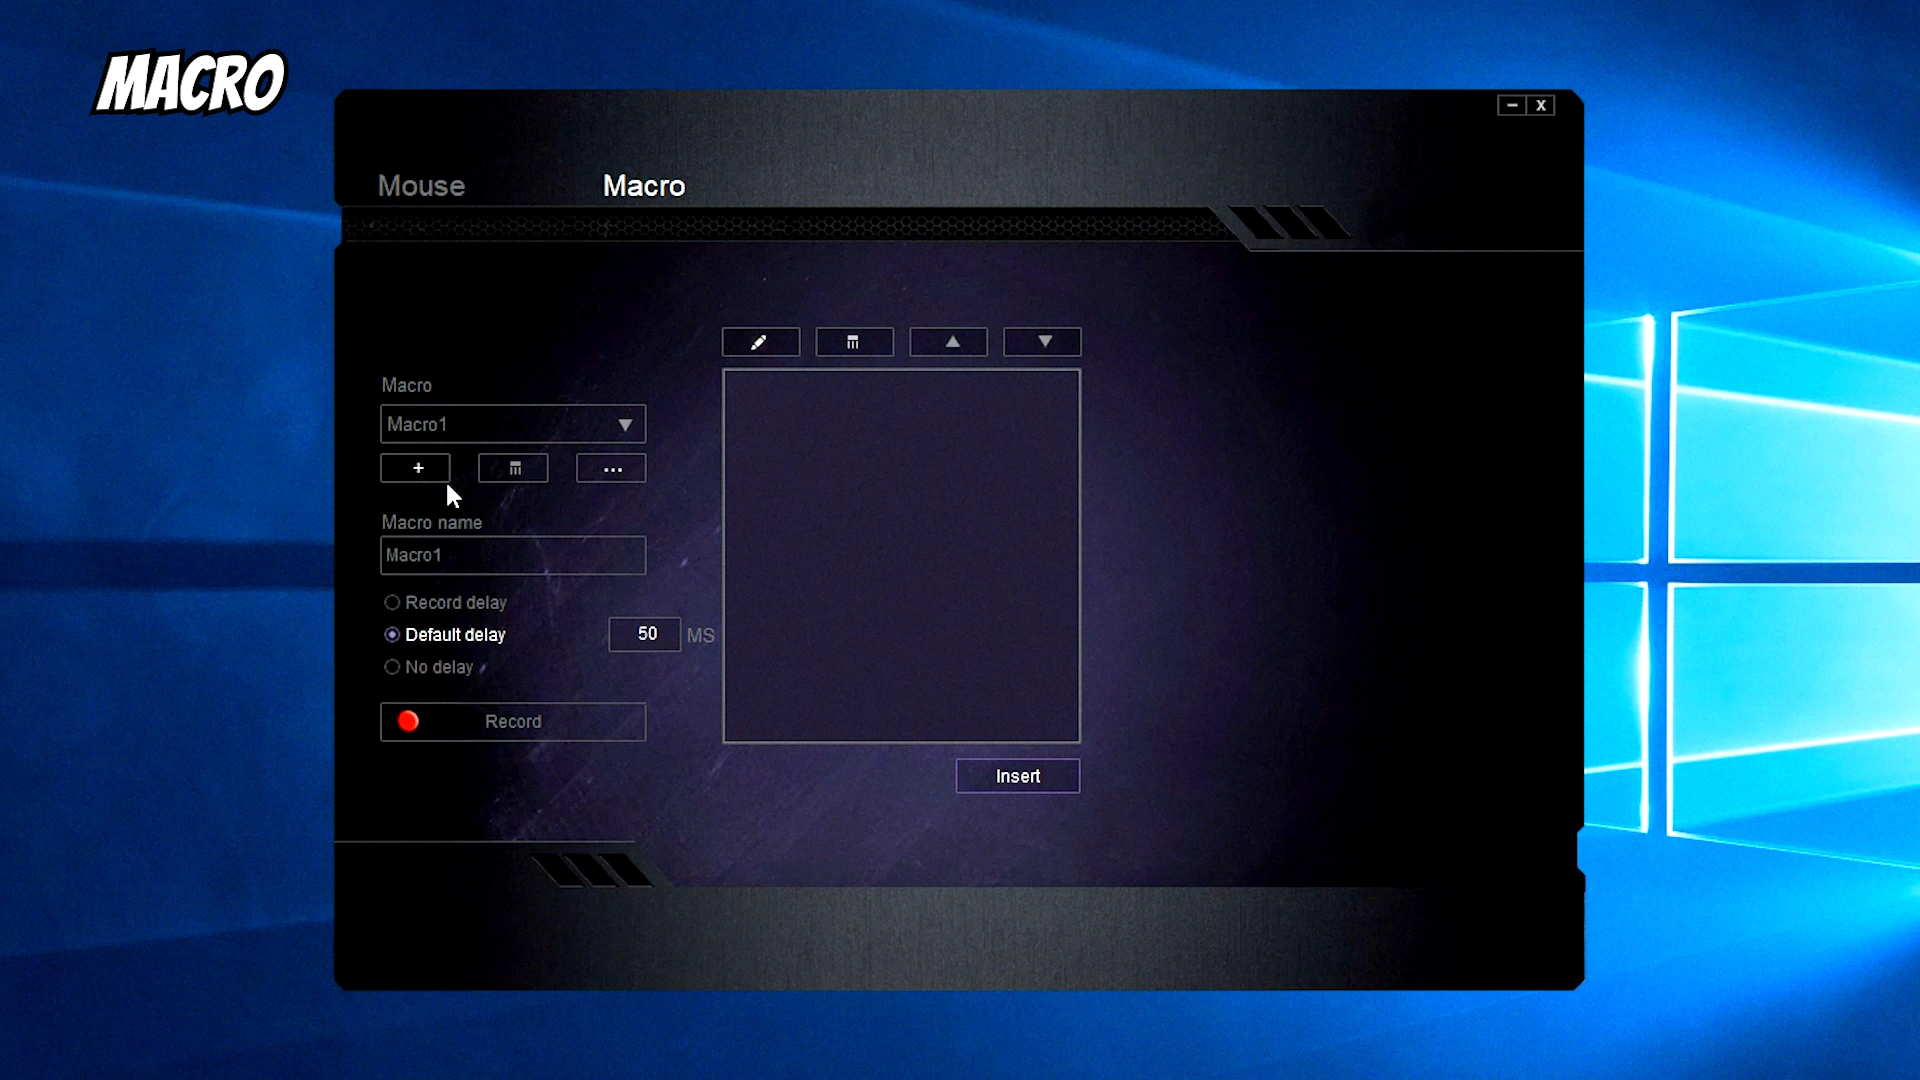 MACRO
X
Mouse
Macro
Macro
Macro1
+
...
Macro name
Macro1
Record delay
Default delay
50 MS
No delay
Record
Insert